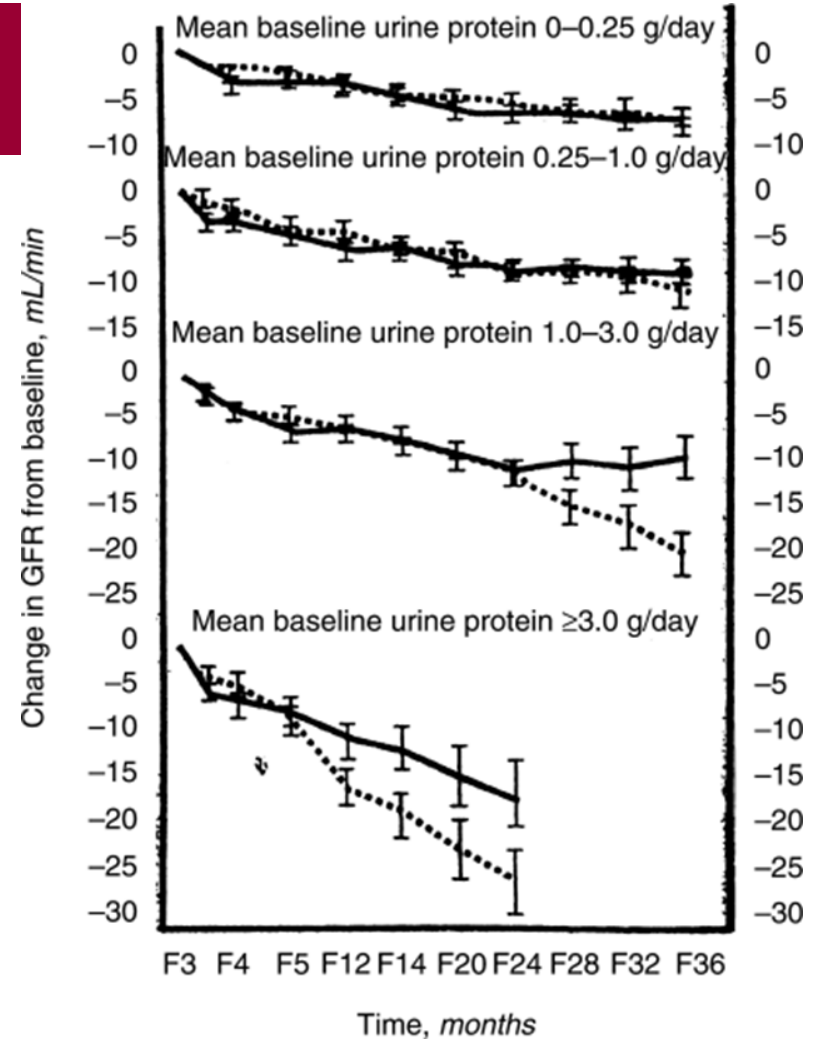 Mean baseline urine protein 0–0.25 g/day
0 0
–5 –5
–10 –10
Mean baseline urine protein 0.25–1.0 g/day
0 0
–5 –5
–10 –10
–15 –15
Mean baseline urine protein 1.0–3.0 g/day
0 0
–5 –5
–10 –10
–15 –15
–20 –20
–25 –25
Mean baseline urine protein ≥3.0 g/day
0 0
–5 –5
–10 –10
–15 –15
–20 –20
–25 –25
–30 –30
Change in GFR from baseline, mL/min
F3 F4 F5 F12 F14 F20 F24 F28 F32 F36
Time, months